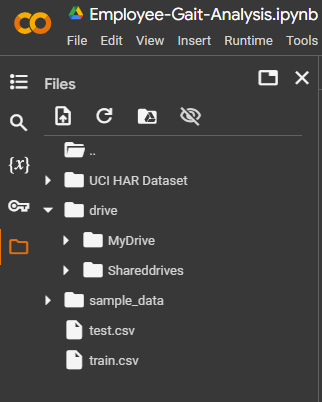 Employee-Gait-Analysis.ipynb
File Edit View Insert Runtime Tools
Files
{x}
..
UCI HAR Dataset
drive
MyDrive
Shareddrives
sample_data
test.csv
train.csv